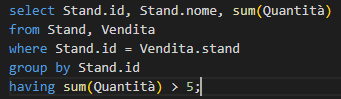 select Stand.id, Stand.nome, sum(Quantità)
from Stand, Vendita
where Stand.id = Vendita.stand
group by Stand.id
having sum(Quantità) > 5;